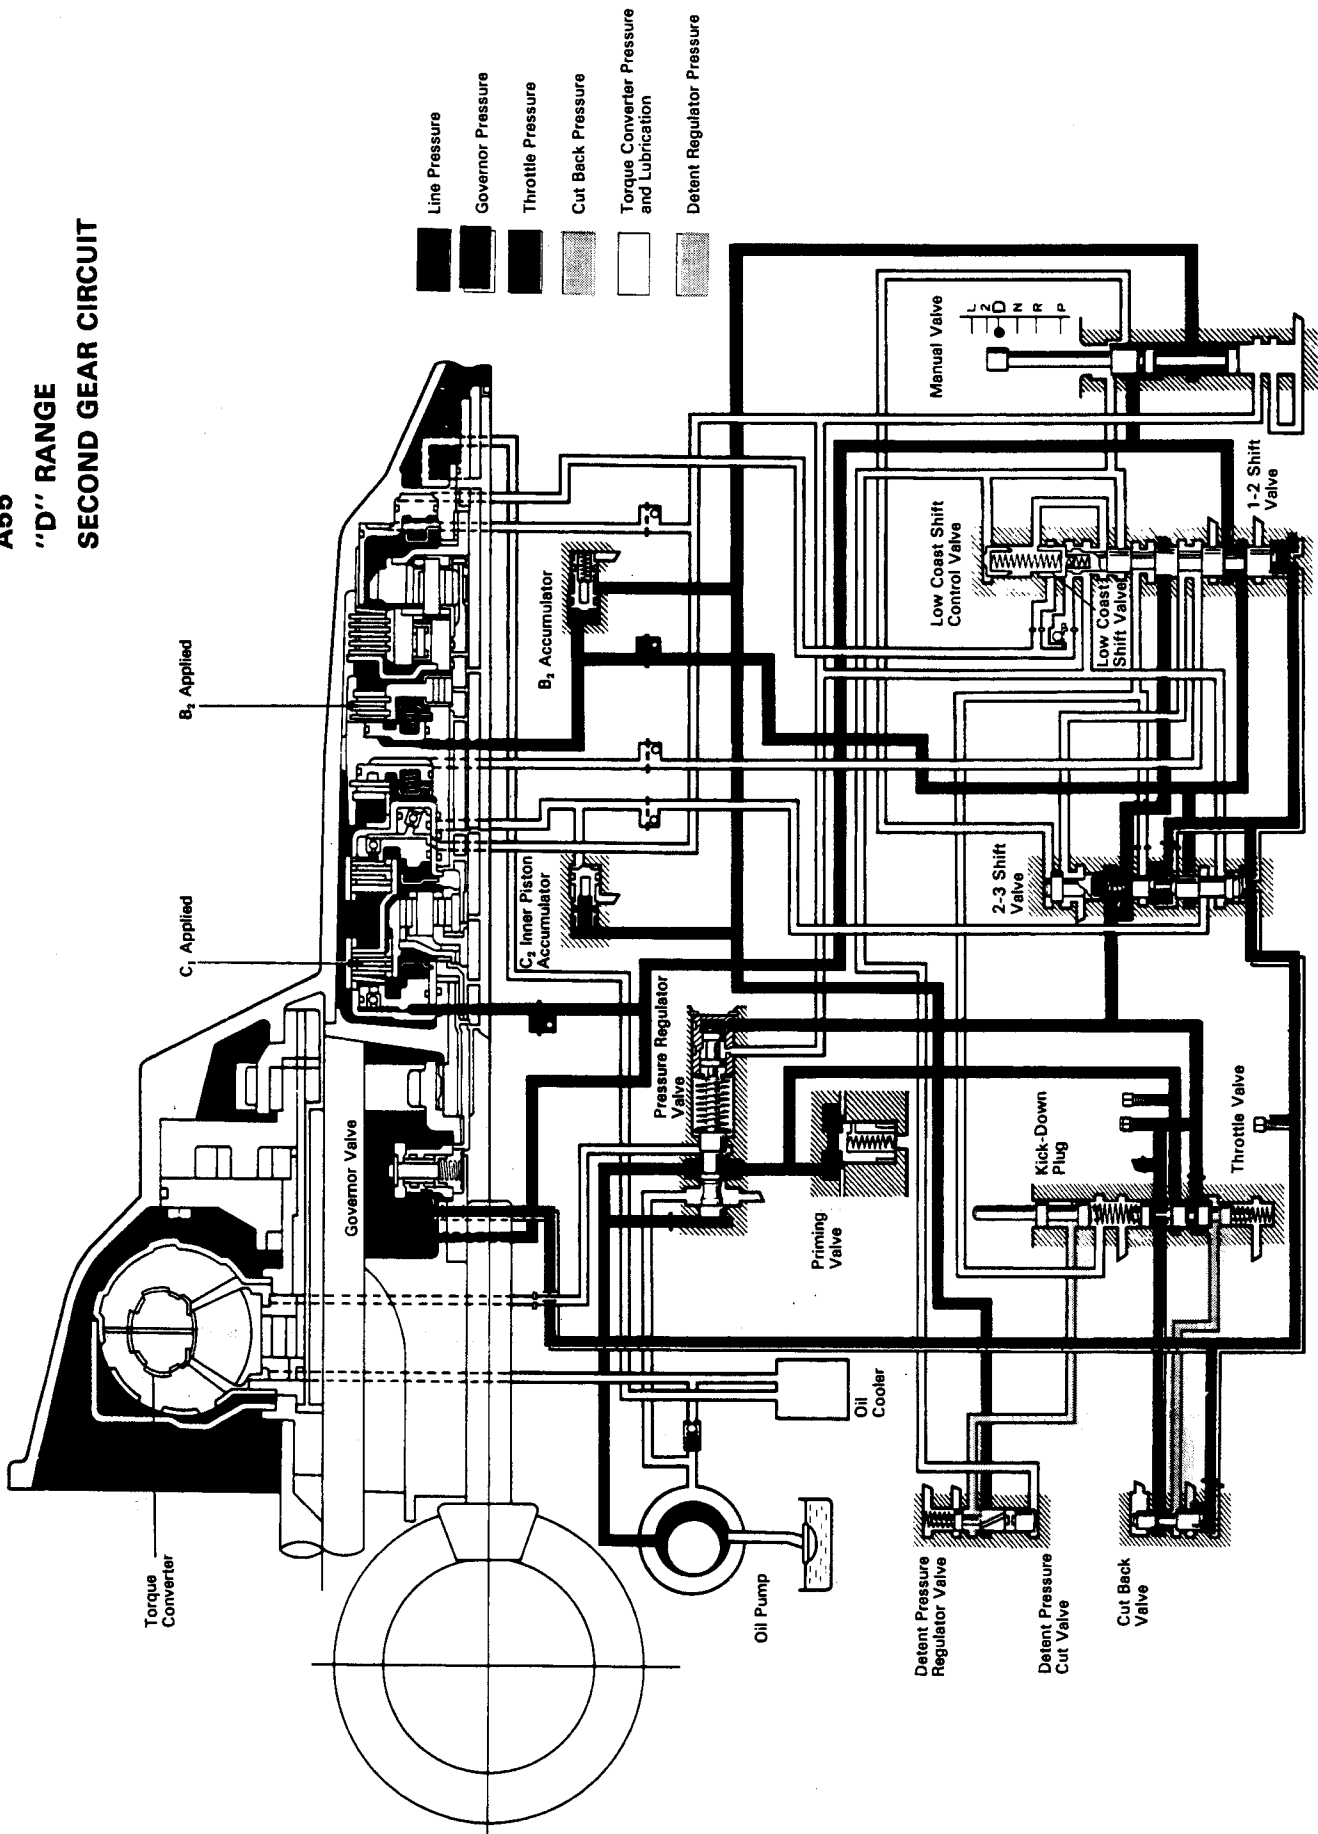 A55
"D" RANGE
SECOND GEAR CIRCUIT
Line Pressure
Governor Pressure
Throttle Pressure
Cut Back Pressure
Torque Converter Pressure
and Lubrication
Detent Regulator Pressure
Torque
Converter
C₁ Applied
B₂ Applied
Governor Valve
C₂ Inner Piston
Accumulator
B₂ Accumulator
Pressure Regulator
Valve
Priming
Valve
Oil Pump
Oil
Cooler
Manual Valve
L
2
D
N
R
P
Low Coast Shift
Control Valve
Low Coast
Shift Valve
1-2 Shift
Valve
2-3 Shift
Valve
Kick-Down
Plug
Throttle Valve
Detent Pressure
Regulator Valve
Detent Pressure
Cut Valve
Cut Back
Valve